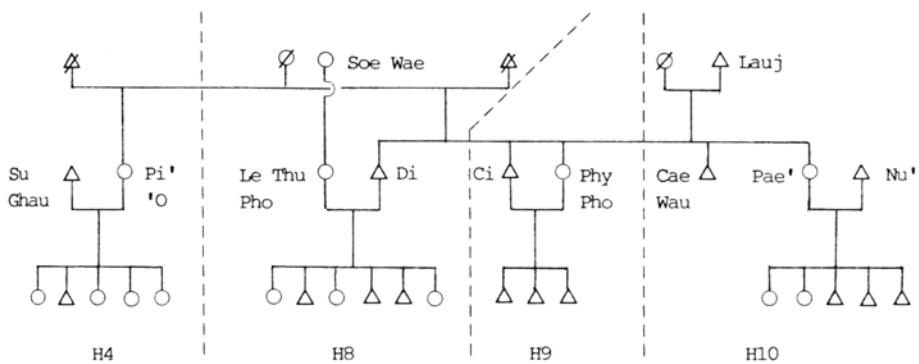 Soe Wae
Lauj
Su
Ghau
Pi'
'O
Le Thu
Pho
Di
Ci
Phy
Pho
Cae
Wau
Pae'
Nu'
H4
H8
H9
H10